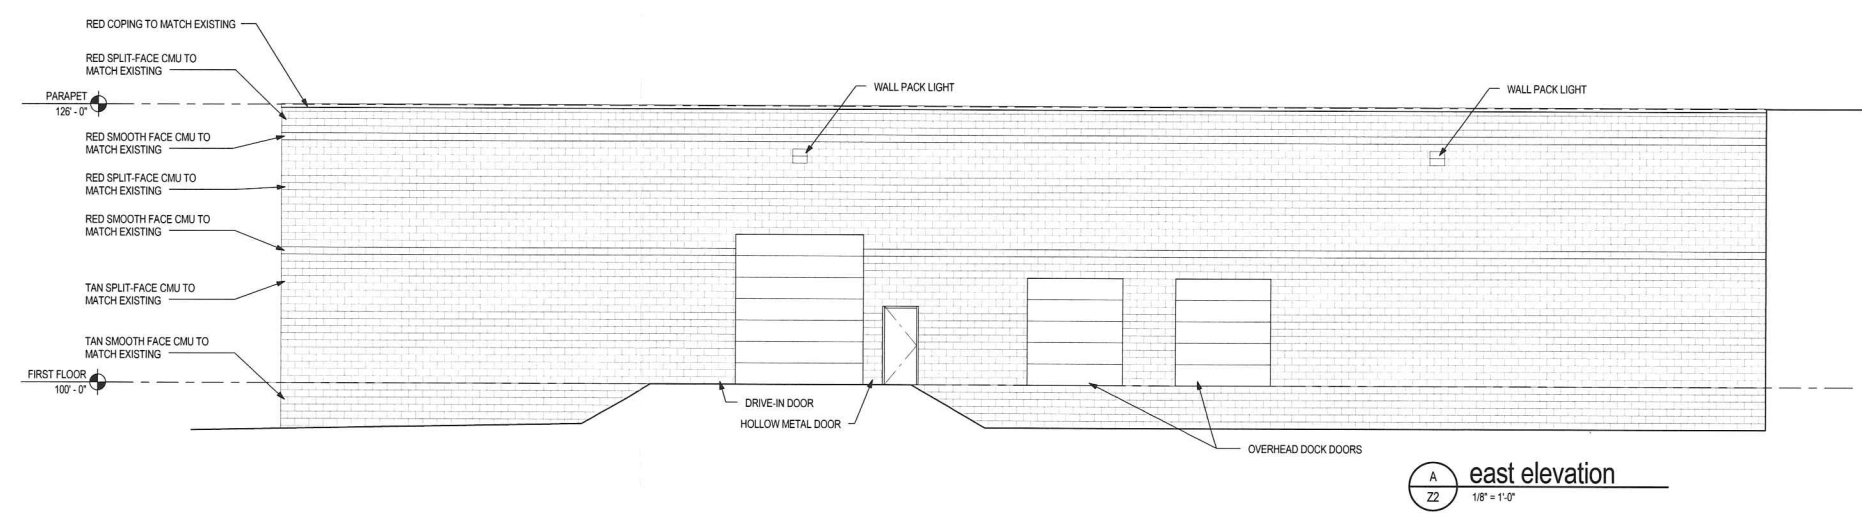 RED COPING TO MATCH EXISTING
RED SPLIT-FACE CMU TO
MATCH EXISTING
PARAPET
126' - 0"
RED SMOOTH FACE CMU TO
MATCH EXISTING
RED SPLIT-FACE CMU TO
MATCH EXISTING
RED SMOOTH FACE CMU TO
MATCH EXISTING
TAN SPLIT-FACE CMU TO
MATCH EXISTING
TAN SMOOTH FACE CMU TO
MATCH EXISTING
FIRST FLOOR
100' - 0"
WALL PACK LIGHT
WALL PACK LIGHT
DRIVE-IN DOOR
HOLLOW METAL DOOR
OVERHEAD DOCK DOORS
A
Z2
east elevation
1/8" = 1'-0"